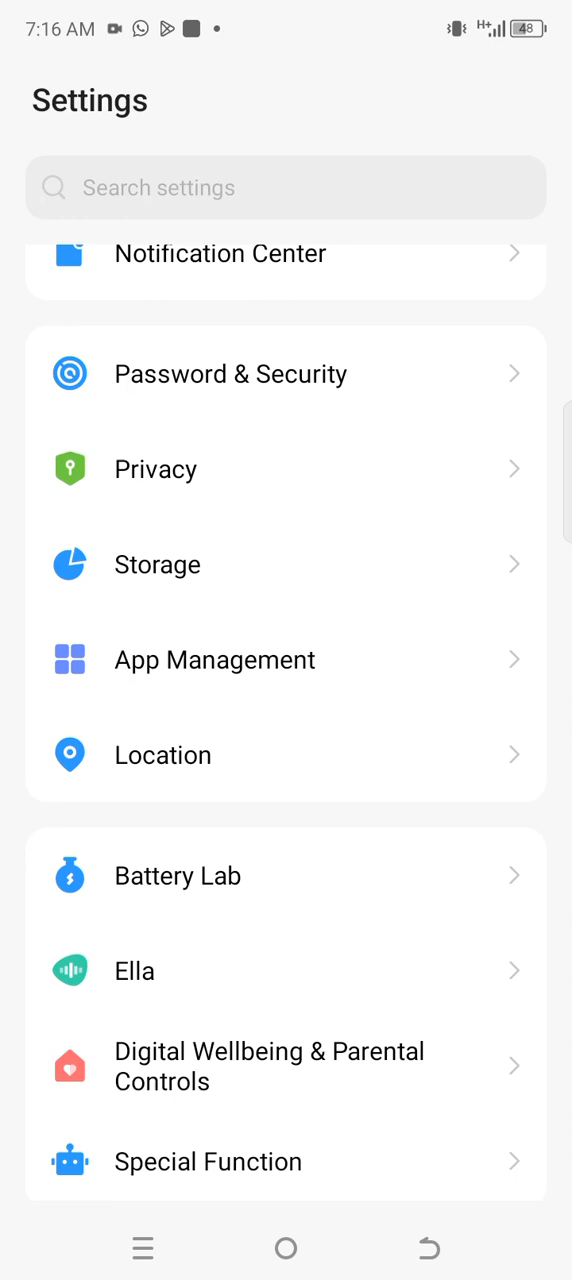 7:16 AM
H+
48
Settings
Search settings
Notification Center
Password & Security
Privacy
Storage
App Management
Location
Battery Lab
Ella
Digital Wellbeing & Parental
Controls
Special Function